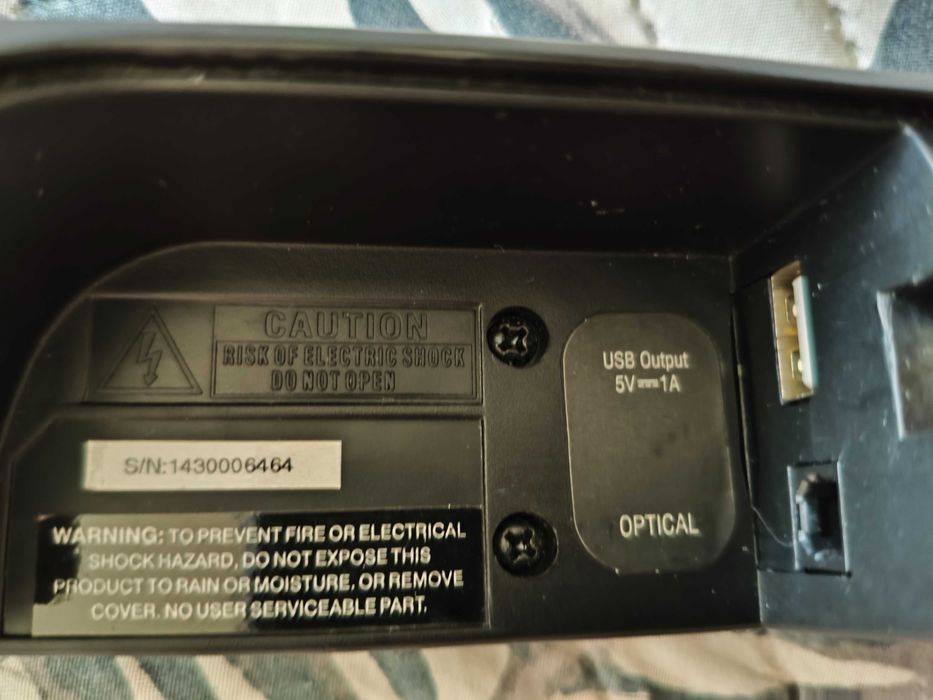 CAUTION
RISK OF ELECTRIC SHOCK
DO NOT OPEN
S/N:1430006464
WARNING: TO PREVENT FIRE OR ELECTRICAL
SHOCK HAZARD, DO NOT EXPOSE THIS
PRODUCT TO RAIN OR MOISTURE, OR REMOVE
COVER. NO USER SERVICEABLE PART.
USB Output
5V⎓1A
OPTICAL